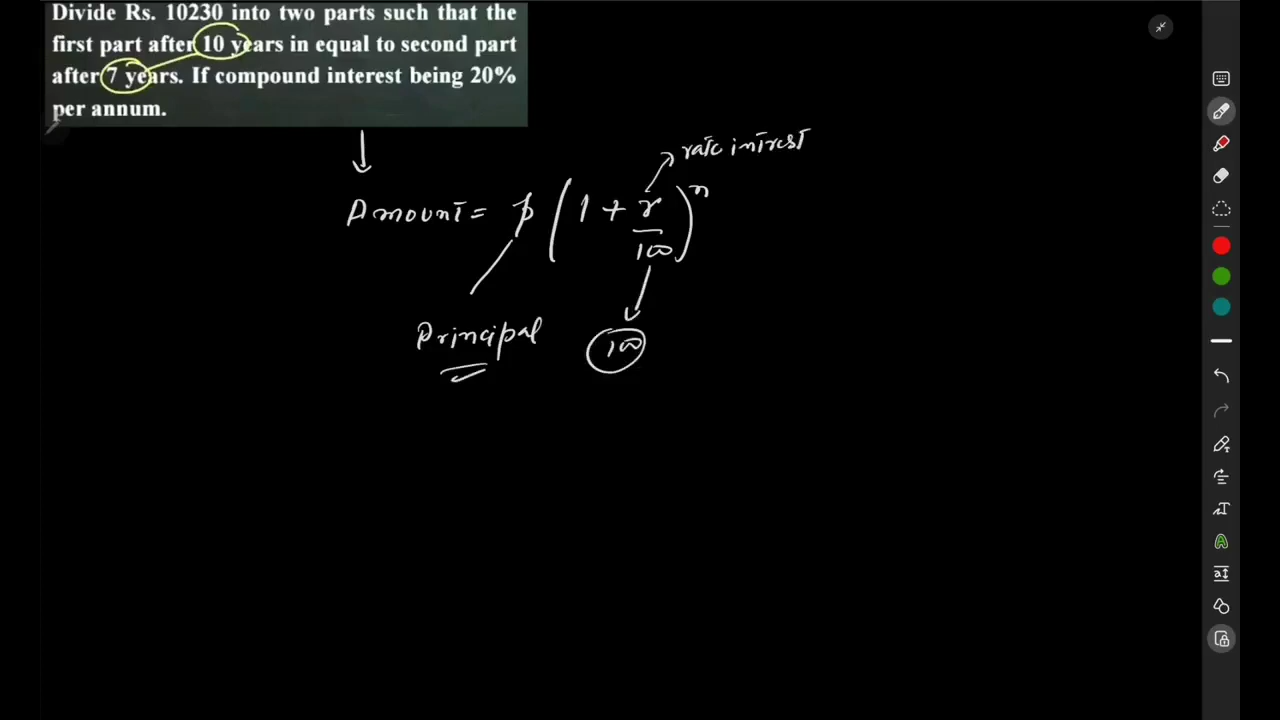 Divide Rs. 10230 into two parts such that the
first part after 10 years in equal to second part
after 7 years. If compound interest being 20%
per annum.
rate intrest
Amount = p(1 + r/100)^n
Principal
100